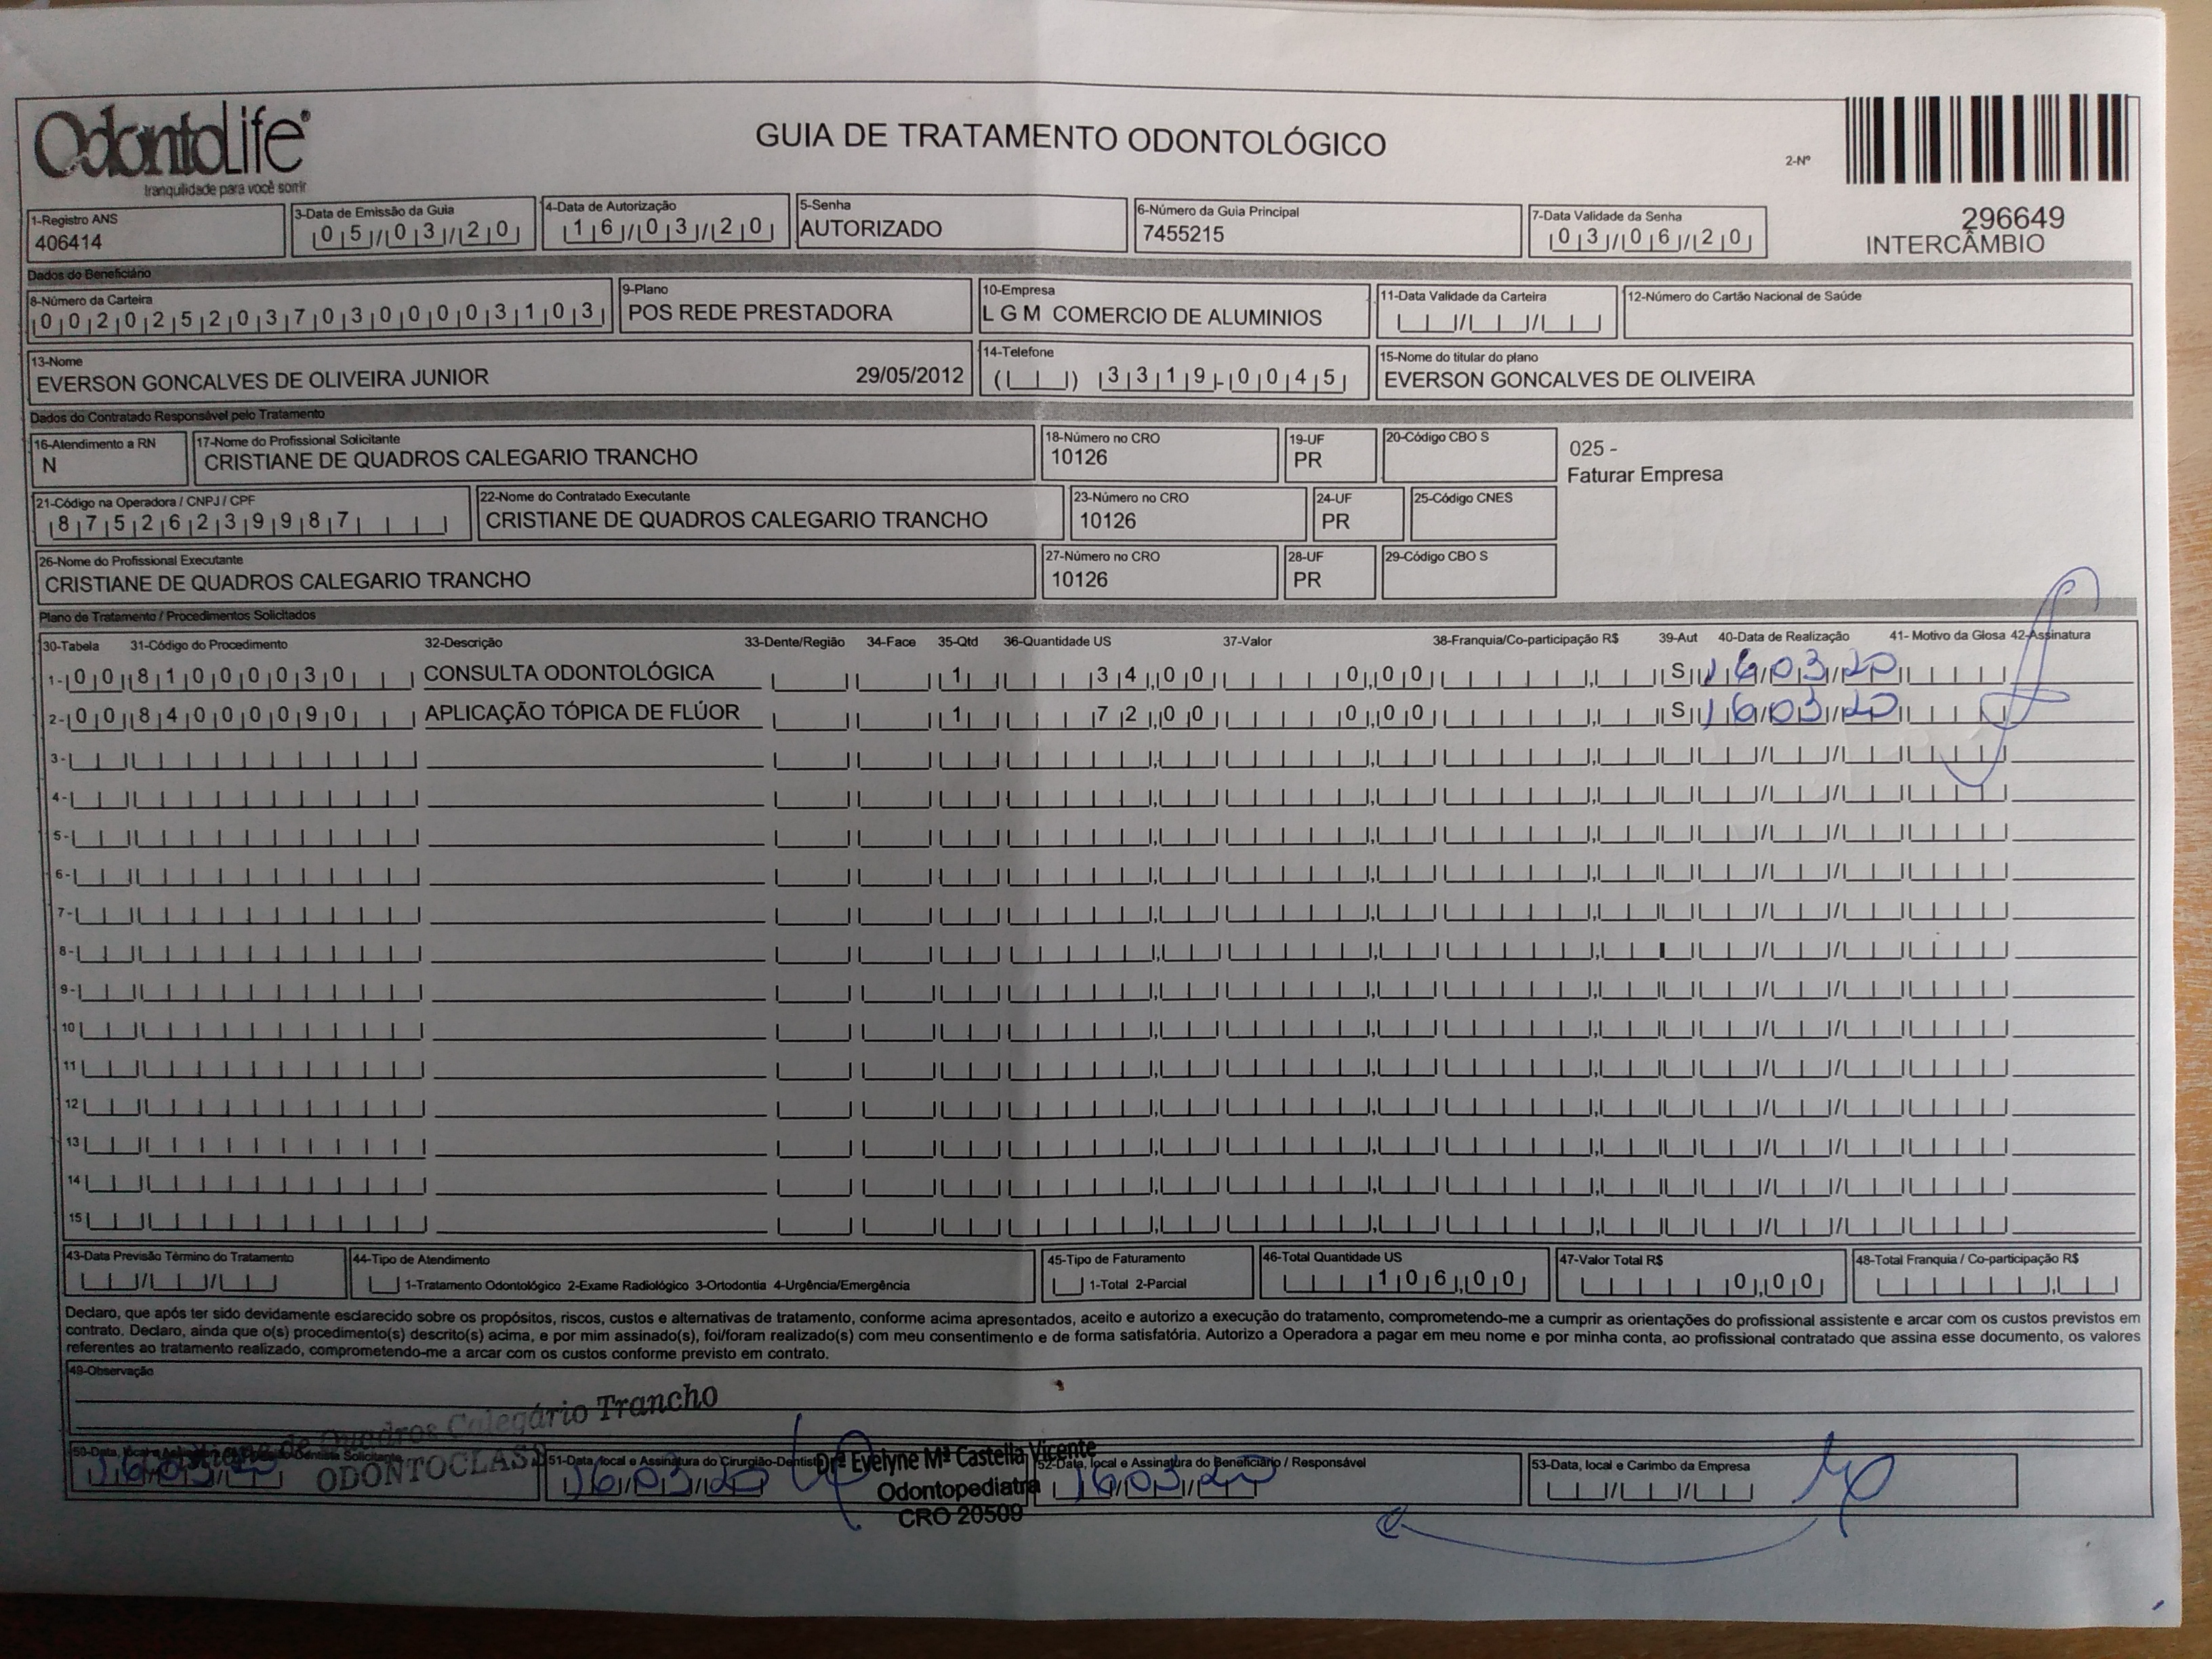 OdontoLife®
tranquilidade para você sorrir
GUIA DE TRATAMENTO ODONTOLÓGICO
2-Nº
296649
INTERCÂMBIO
1-Registro ANS
406414
3-Data de Emissão da Guia
05/03/20
4-Data de Autorização
16/03/20
5-Senha
AUTORIZADO
6-Número da Guia Principal
7455215
7-Data Validade da Senha
03/06/20
Dados do Beneficiário
8-Número da Carteira
00202520370300003103
9-Plano
POS REDE PRESTADORA
10-Empresa
L G M COMERCIO DE ALUMINIOS
11-Data Validade da Carteira
12-Número do Cartão Nacional de Saúde
13-Nome
EVERSON GONCALVES DE OLIVEIRA JUNIOR 29/05/2012
14-Telefone
( ) 3319-0045
15-Nome do titular do plano
EVERSON GONCALVES DE OLIVEIRA
Dados do Contratado Responsável pelo Tratamento
16-Atendimento a RN
N
17-Nome do Profissional Solicitante
CRISTIANE DE QUADROS CALEGARIO TRANCHO
18-Número no CRO
10126
19-UF
PR
20-Código CBO S
025 -
Faturar Empresa
21-Código na Operadora / CNPJ / CPF
87526239987
22-Nome do Contratado Executante
CRISTIANE DE QUADROS CALEGARIO TRANCHO
23-Número no CRO
10126
24-UF
PR
25-Código CNES
26-Nome do Profissional Executante
CRISTIANE DE QUADROS CALEGARIO TRANCHO
27-Número no CRO
10126
28-UF
PR
29-Código CBO S
Plano de Tratamento / Procedimentos Solicitados
30-Tabela 31-Código do Procedimento 32-Descrição 33-Dente/Região 34-Face 35-Qtd 36-Quantidade US 37-Valor 38-Franquia/Co-participação R$ 39-Aut 40-Data de Realização 41- Motivo da Glosa 42-Assinatura
1- 00 81000030 CONSULTA ODONTOLÓGICA 1 34,00 0,00 S 16/03/20
2- 00 84000090 APLICAÇÃO TÓPICA DE FLÚOR 1 72,00 0,00 S 16/03/20
3-
4-
5-
6-
7-
8-
9-
10
11
12
13
14
15
43-Data Previsão Término do Tratamento
44-Tipo de Atendimento
1-Tratamento Odontológico 2-Exame Radiológico 3-Ortodontia 4-Urgência/Emergência
45-Tipo de Faturamento
1-Total 2-Parcial
46-Total Quantidade US
106,00
47-Valor Total R$
0,00
48-Total Franquia / Co-participação R$
Declaro, que após ter sido devidamente esclarecido sobre os propósitos, riscos, custos e alternativas de tratamento, conforme acima apresentados, aceito e autorizo a execução do tratamento, comprometendo-me a cumprir as orientações do profissional assistente e arcar com os custos previstos em
contrato. Declaro, ainda que o(s) procedimento(s) descrito(s) acima, e por mim assinado(s), foi/foram realizado(s) com meu consentimento e de forma satisfatória. Autorizo a Operadora a pagar em meu nome e por minha conta, ao profissional contratado que assina esse documento, os valores
referentes ao tratamento realizado, comprometendo-me a arcar com os custos conforme previsto em contrato.
49-Observação
de Quadros Calegário Trancho
ODONTOCLASS
16/03/20
51-Data, local e Assinatura do Cirurgião-Dentista
16/03/20
Drª Evelyne Mª Castella Vicente
Odontopediatra
CRO 20509
52-Data, local e Assinatura do Beneficiário / Responsável
16/03/20
53-Data, local e Carimbo da Empresa